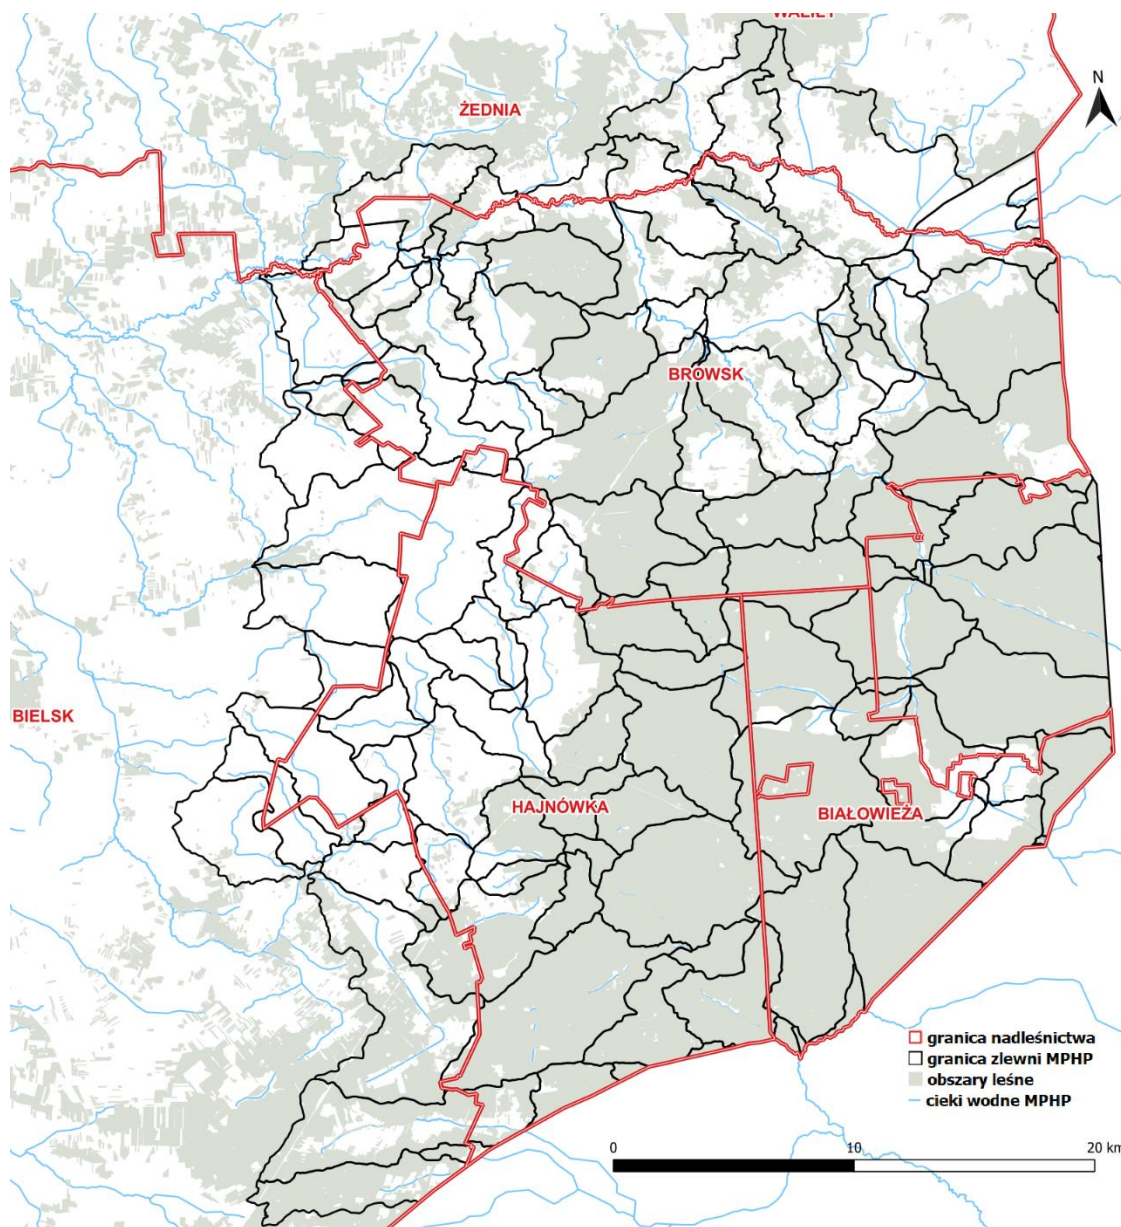 ŻEDNIA
N
BROWSK
BIELSK
HAJNÓWKA
BIAŁOWIEŻA
granica nadleśnictwa
granica zlewni MPHP
obszary leśne
cieki wodne MPHP
0
10
20 km